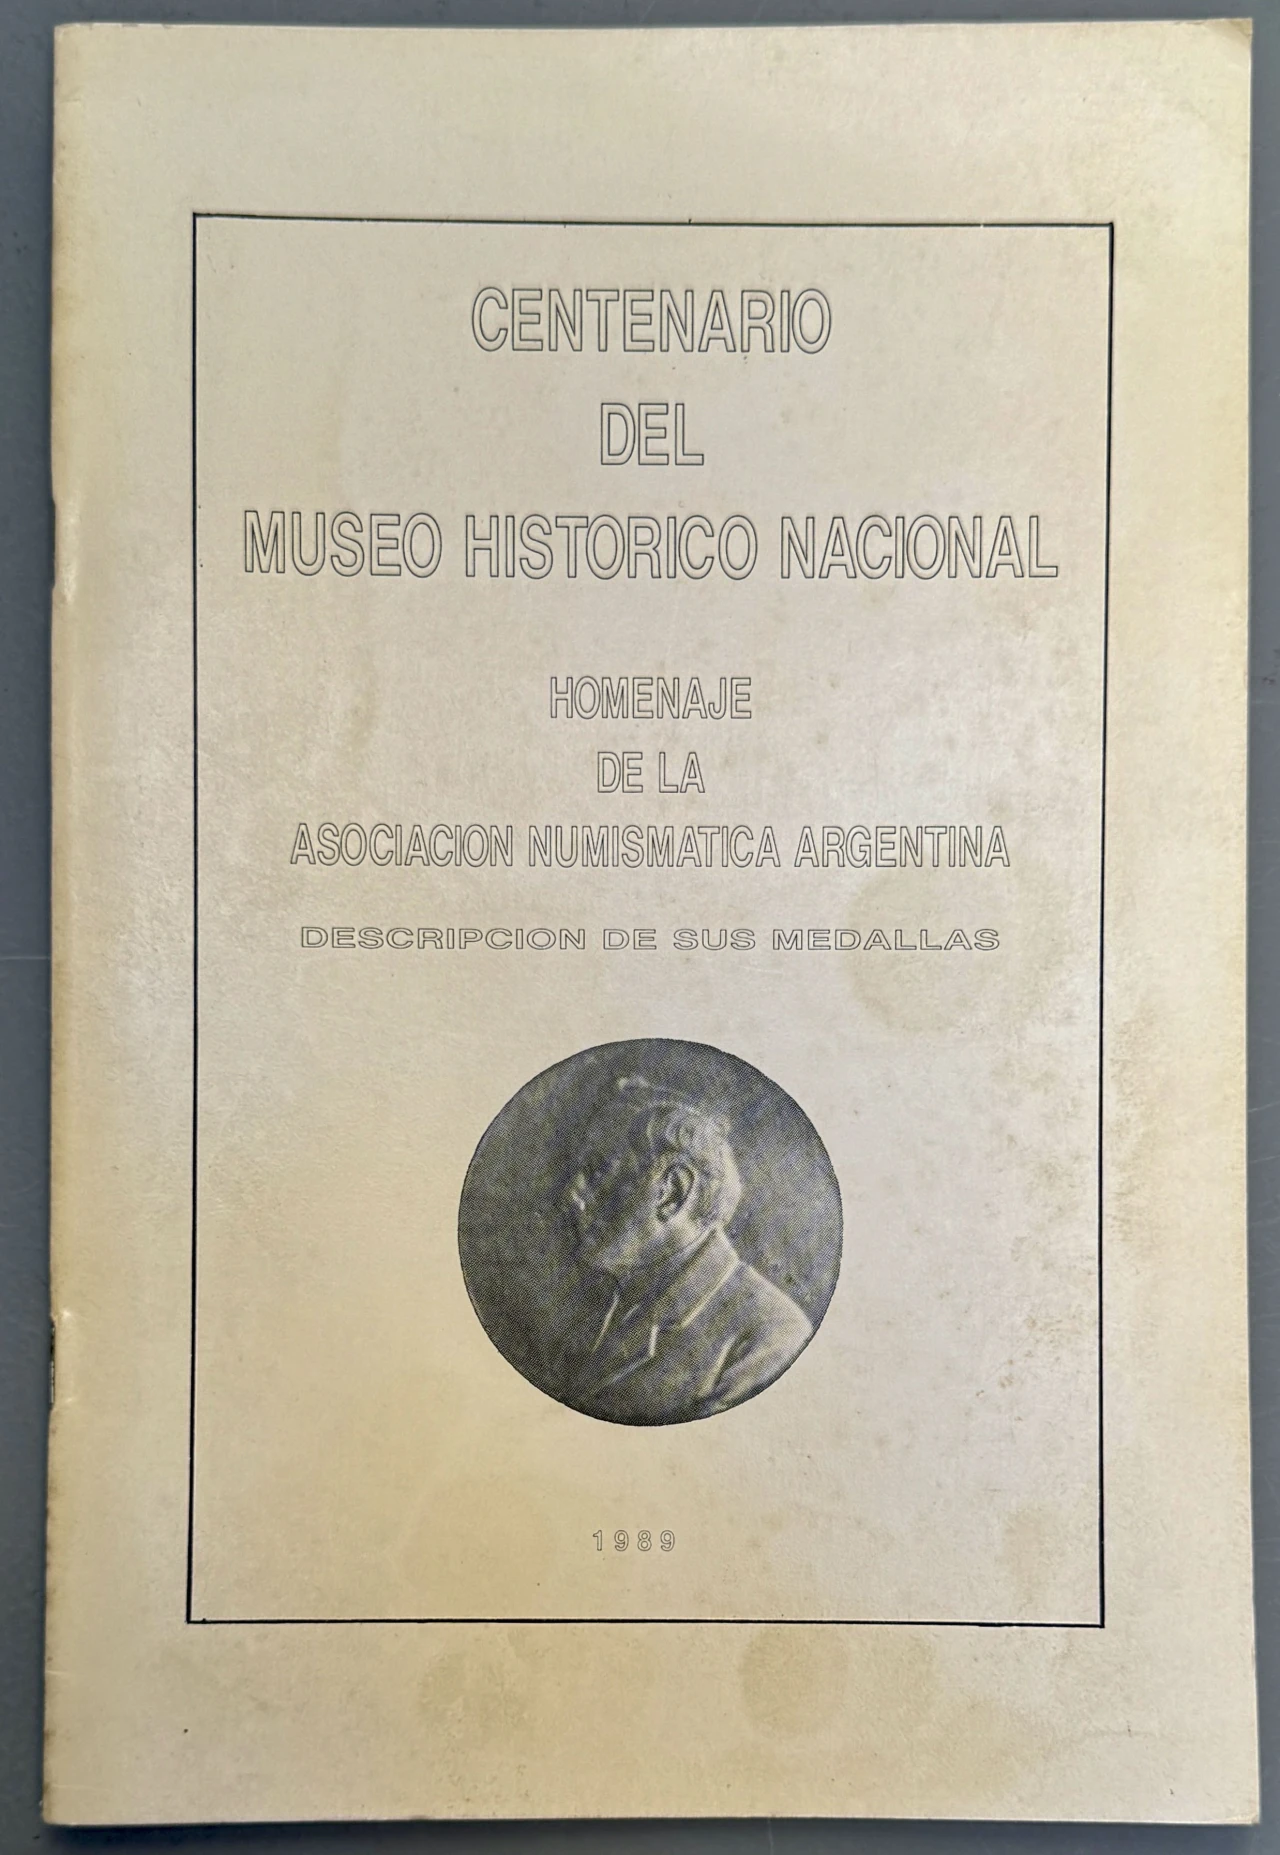 CENTENARIO
DEL
MUSEO HISTORICO NACIONAL
HOMENAJE
DE LA
ASOCIACION NUMISMATICA ARGENTINA
DESCRIPCION DE SUS MEDALLAS
1989